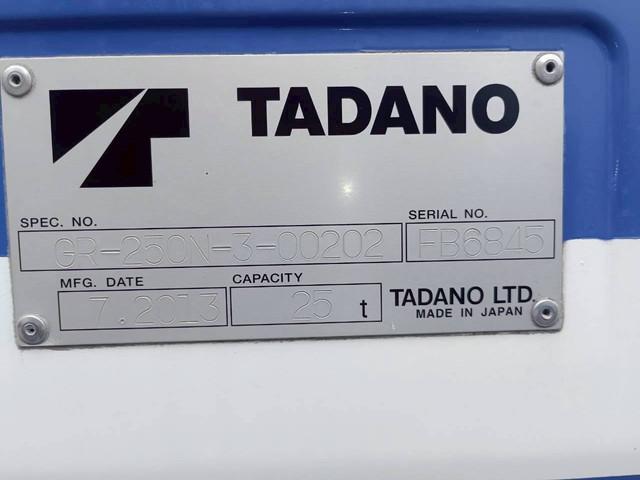 TADANO
SPEC. NO.
GR-250N-3-00202
SERIAL NO.
FB6845
MFG. DATE
7.2013
CAPACITY
25 t
TADANO LTD.
MADE IN JAPAN